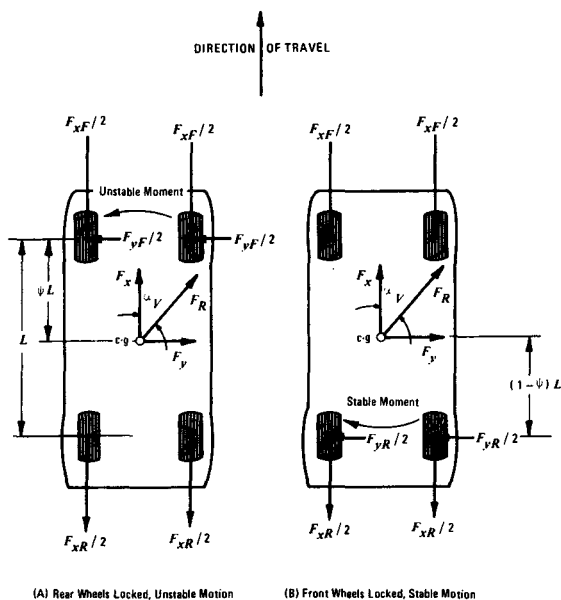 DIRECTION OF TRAVEL
F_xF/2 F_xF/2 F_xF/2 F_xF/2
Unstable Moment
F_yF/2 F_yF/2
ψL
L
F_x
α_V
F_R
c·g
F_y
F_x
α_V
F_R
c·g
F_y
(1-ψ)L
Stable Moment
F_yR/2 F_yR/2
F_xR/2 F_xR/2 F_xR/2 F_xR/2
(A) Rear Wheels Locked, Unstable Motion (B) Front Wheels Locked, Stable Motion